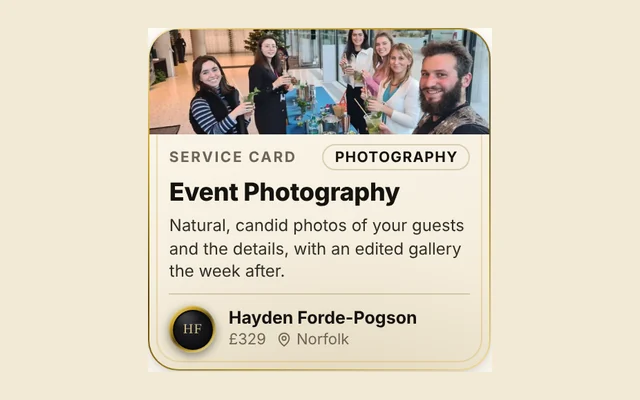 SERVICE CARD
PHOTOGRAPHY
Event Photography
Natural, candid photos of your guests
and the details, with an edited gallery
the week after.
HF
Hayden Forde-Pogson
£329 Norfolk